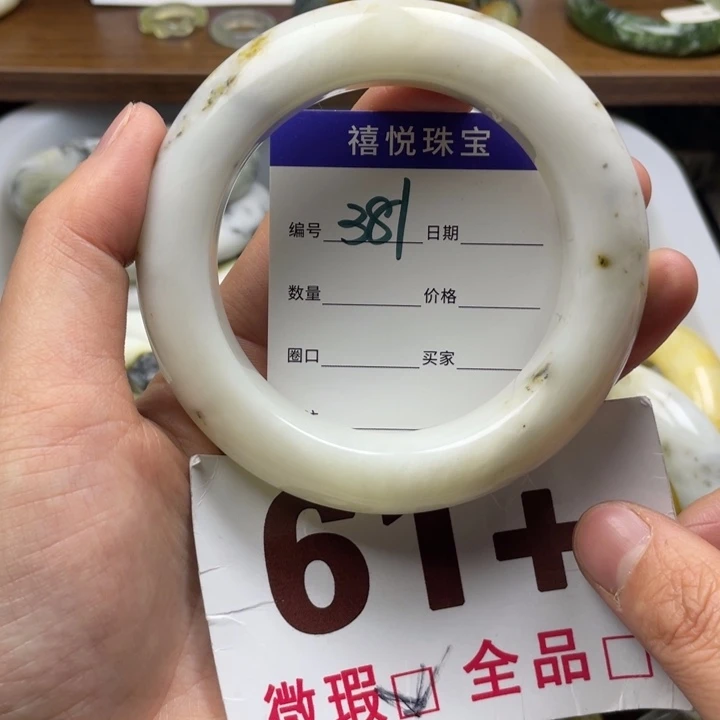 禧悦珠宝
编号 381 日期
数量 价格
圈口 买家
61+
微瑕 全品